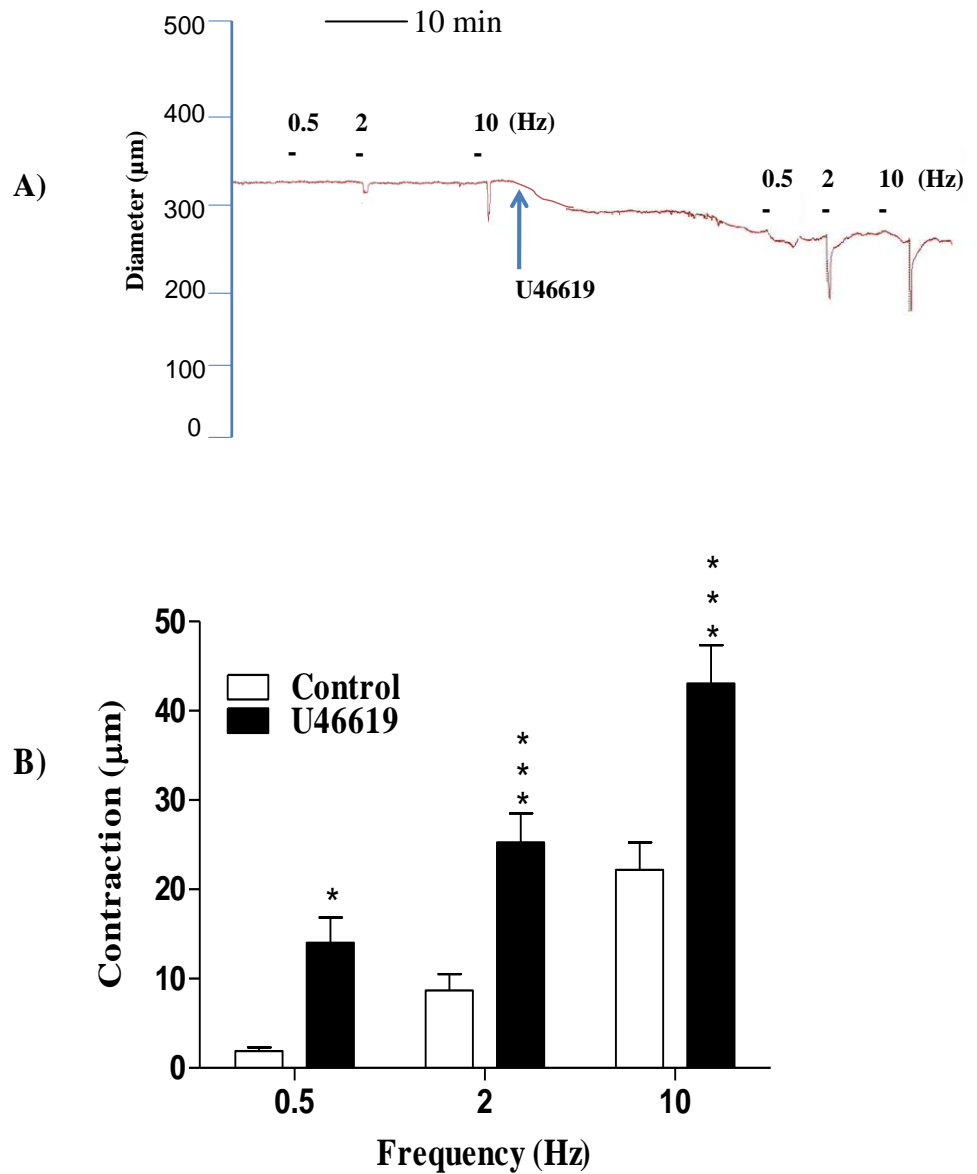 500
10 min
400
0.5 2 10 (Hz)
A)
Diameter (µm)
300
0.5 2 10 (Hz)
U46619
200
100
0
* * *
50
Control
U46619
40
B)
Contraction (µm)
* * *
30
20
*
10
0
0.5 2 10
Frequency (Hz)